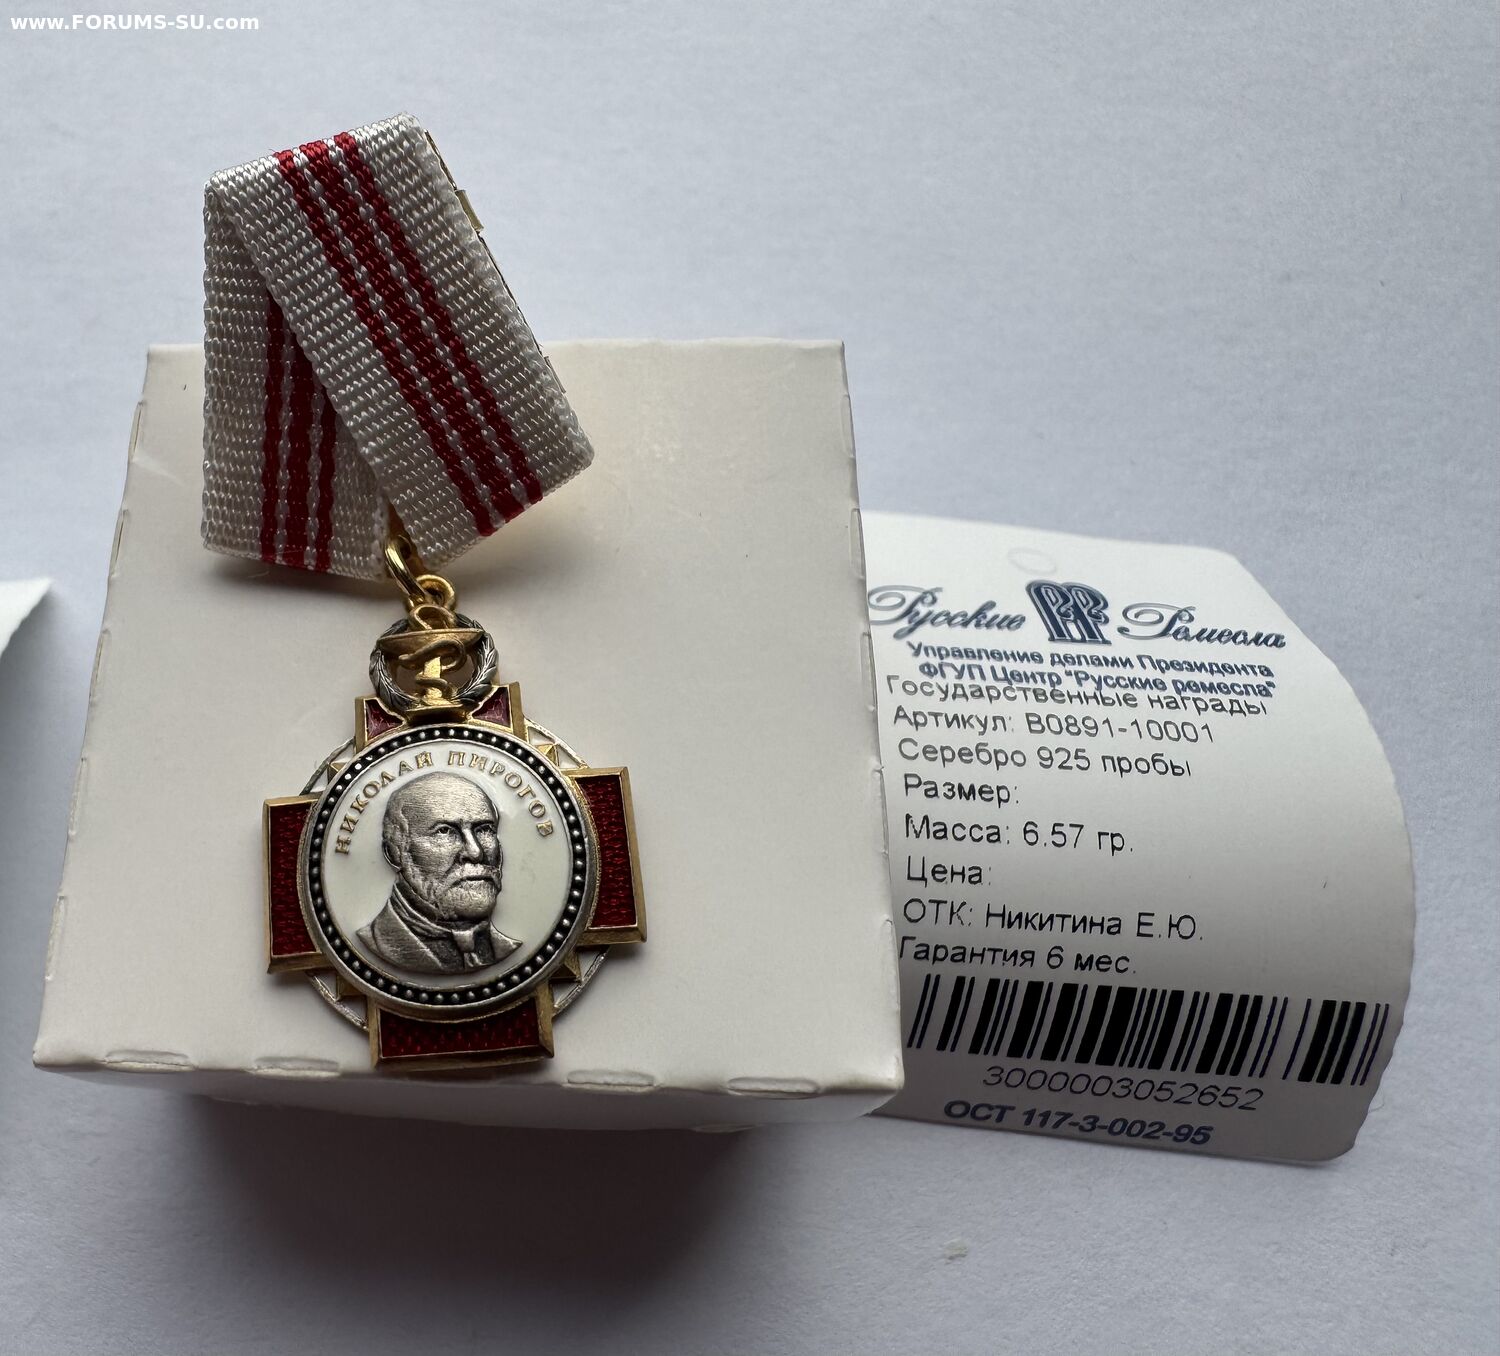 www.FORUMS-SU.com
НИКОЛАЙ ПИРОГОВ
Русские Ремесла
Управление делами Президента
ФГУП Центр "Русские ремесла"
Государственные награды
Артикул: В0891-10001
Серебро 925 пробы
Размер:
Масса: 6.57 гр.
Цена:
ОТК: Никитина Е.Ю.
Гарантия 6 мес.
3000003052652
ОСТ 117-3-002-95